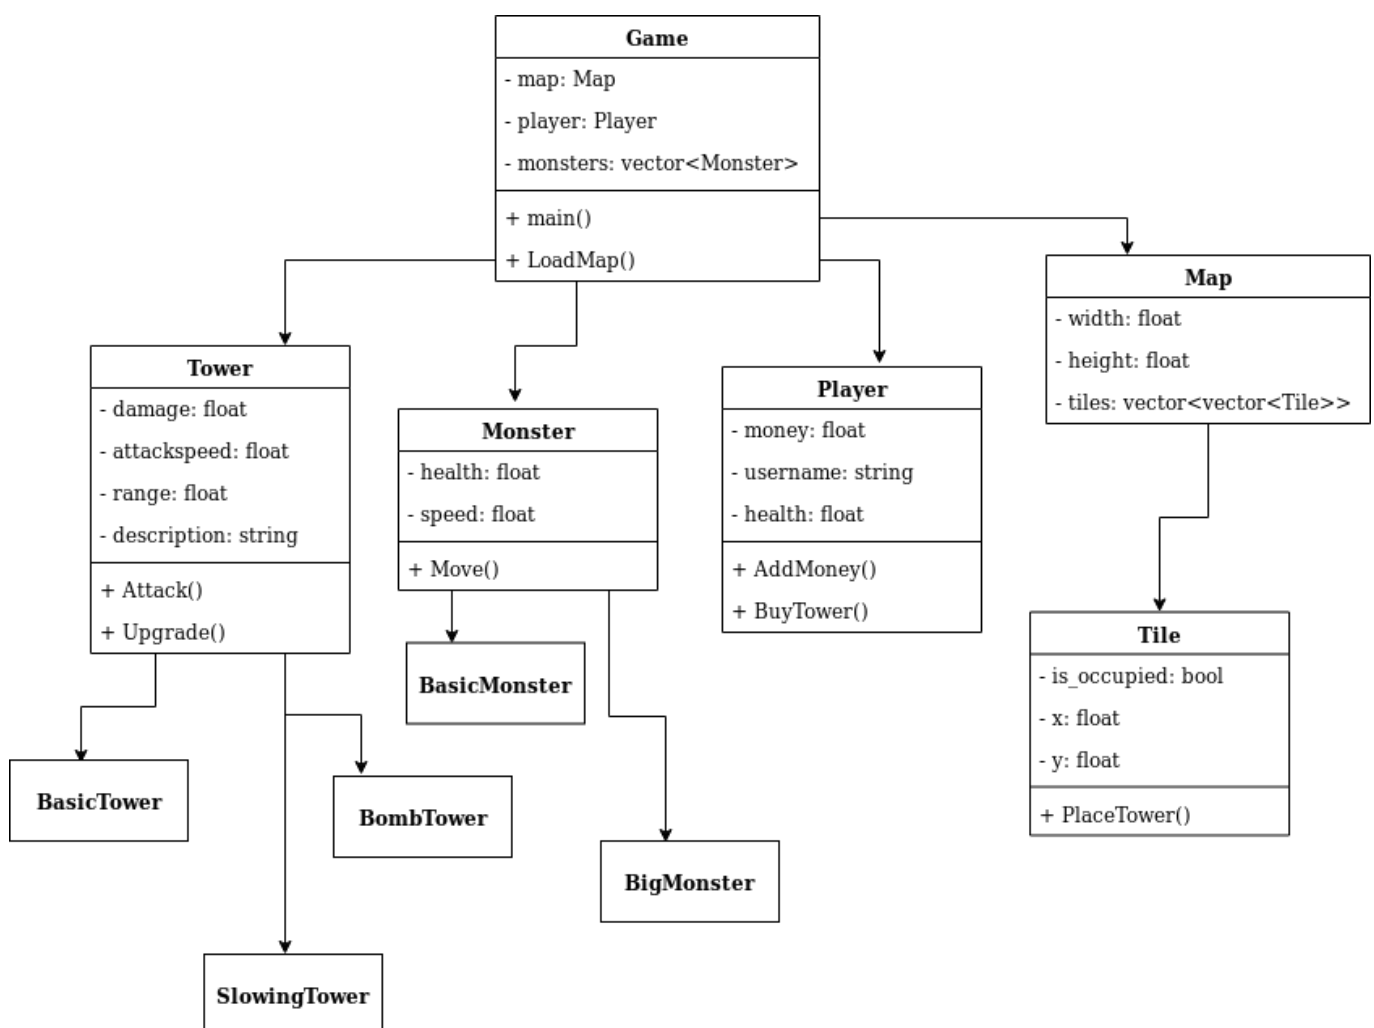 Game
- map: Map
- player: Player
- monsters: vector<Monster>
+ main()
+ LoadMap()
Map
- width: float
- height: float
- tiles: vector<vector<Tile>>
Tower
- damage: float
- attackspeed: float
- range: float
- description: string
+ Attack()
+ Upgrade()
Monster
- health: float
- speed: float
+ Move()
Player
- money: float
- username: string
- health: float
+ AddMoney()
+ BuyTower()
Tile
- is_occupied: bool
- x: float
- y: float
+ PlaceTower()
BasicMonster
BasicTower
BombTower
BigMonster
SlowingTower